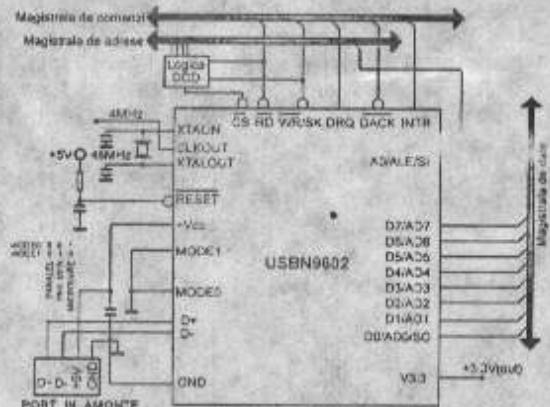 Magistrala de comenzi
Magistrala de adrese
Logica
DCD
4MHz
CS RD WR/SK DRQ DACK INTR
XTALIN
CLKOUT
XTALOUT
+5V
48MHz
A0/ALE/SI
RESET
+Vcc
MODE1
MODE0
D+
D-
GND
USBN9602
D7/AD7
D6/AD6
D5/AD5
D4/AD4
D3/AD3
D2/AD2
D1/AD1
D0/AD0/SO
V3.3
+3.3V(out)
Magistrala de date
PARALEL
D+ D- +5V GND
PORT IN AMONTE